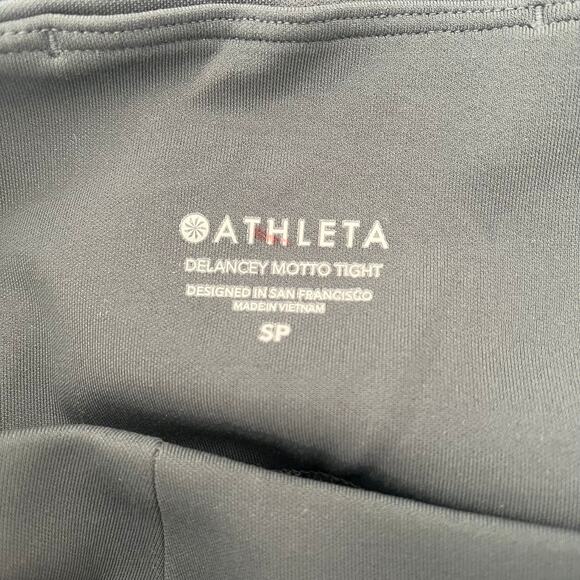 ATHLETA
DELANCEY MOTTO TIGHT
DESIGNED IN SAN FRANCISCO
MADE IN VIETNAM
SP